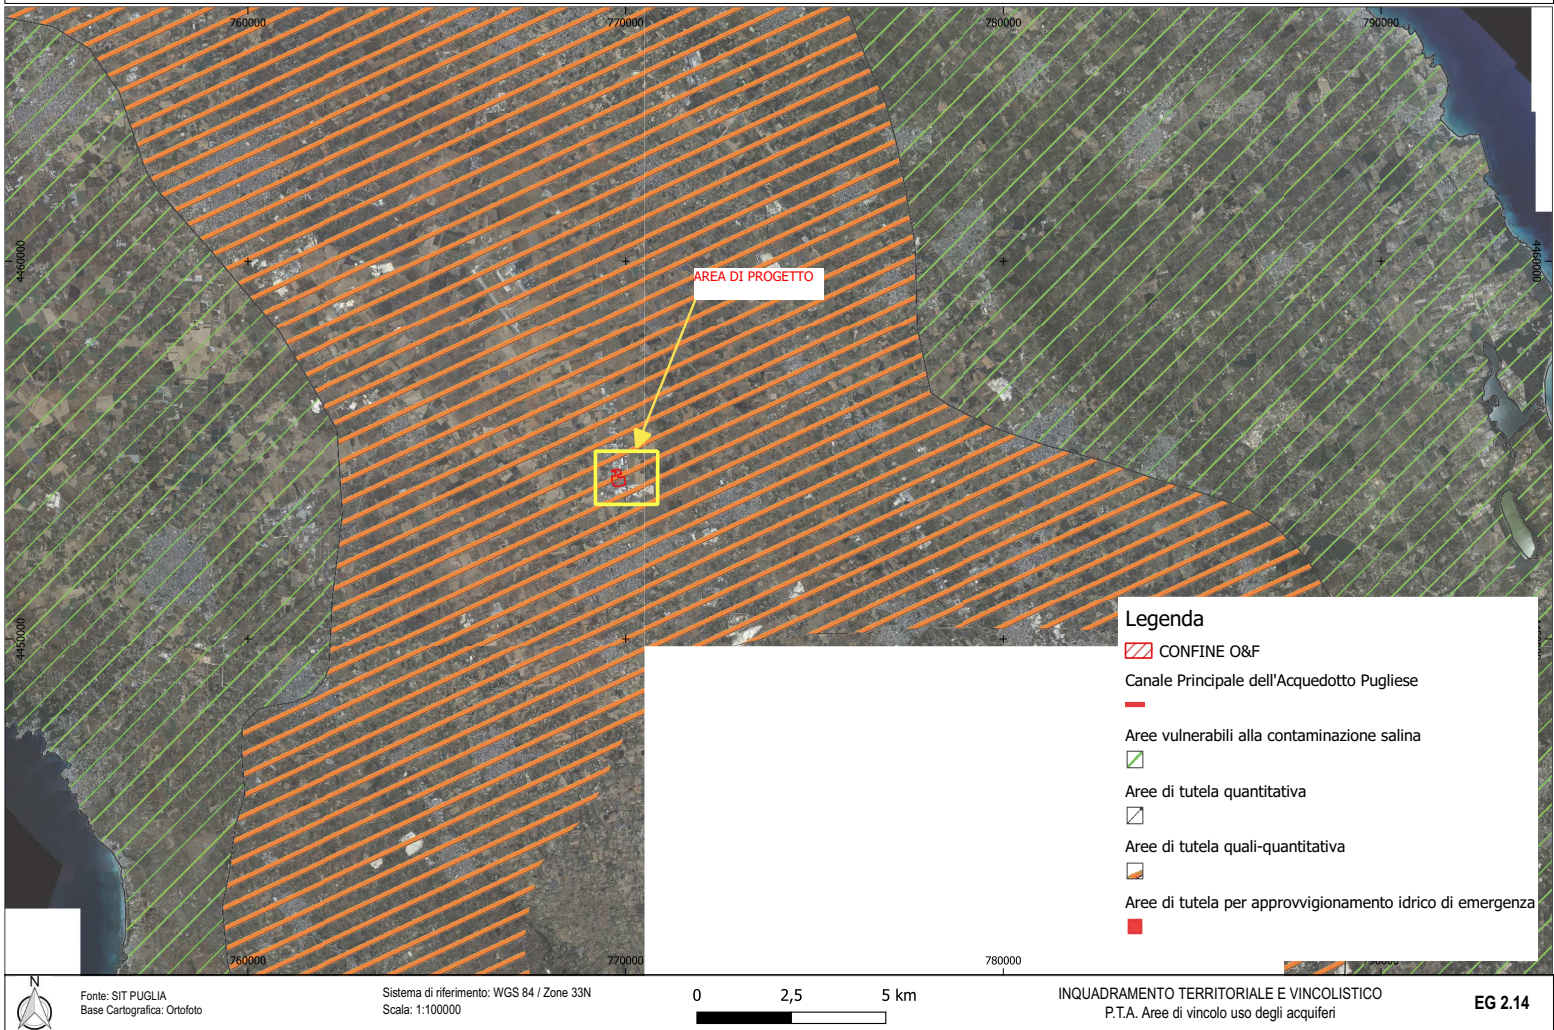 760000
770000
780000
790000
4460000
4460000
AREA DI PROGETTO
4450000
Legenda
CONFINE O&F
Canale Principale dell'Acquedotto Pugliese
Aree vulnerabili alla contaminazione salina
Aree di tutela quantitativa
Aree di tutela quali-quantitativa
Aree di tutela per approvvigionamento idrico di emergenza
760000
770000
780000
N
Fonte: SIT PUGLIA
Base Cartografica: Ortofoto
Sistema di riferimento: WGS 84 / Zone 33N
Scala: 1:100000
0 2,5 5 km
INQUADRAMENTO TERRITORIALE E VINCOLISTICO
P.T.A. Aree di vincolo uso degli acquiferi
EG 2.14